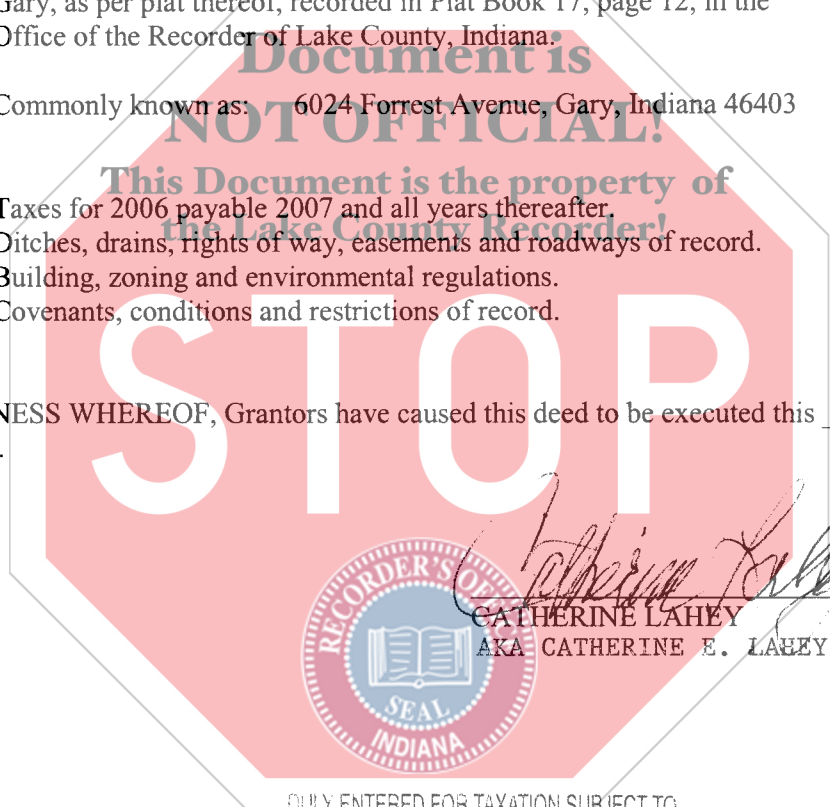 Gary, as per plat thereof, recorded in Plat Book 17, page 12, in the
Office of the Recorder of Lake County, Indiana.
Document is
Commonly known as: 6024 Forrest Avenue, Gary, Indiana 46403
NOT OFFICIAL!
This Document is the property of
Taxes for 2006 payable 2007 and all years thereafter.
the Lake County Recorder!
Ditches, drains, rights of way, easements and roadways of record.
Building, zoning and environmental regulations.
Covenants, conditions and restrictions of record.
STOP
NESS WHEREOF, Grantors have caused this deed to be executed this _
.
Catherine Lahey
CATHERINE LAHEY
AKA CATHERINE E. LAHEY
RECORDER'S OFFICE
SEAL
INDIANA
DULY ENTERED FOR TAXATION SUBJECT TO